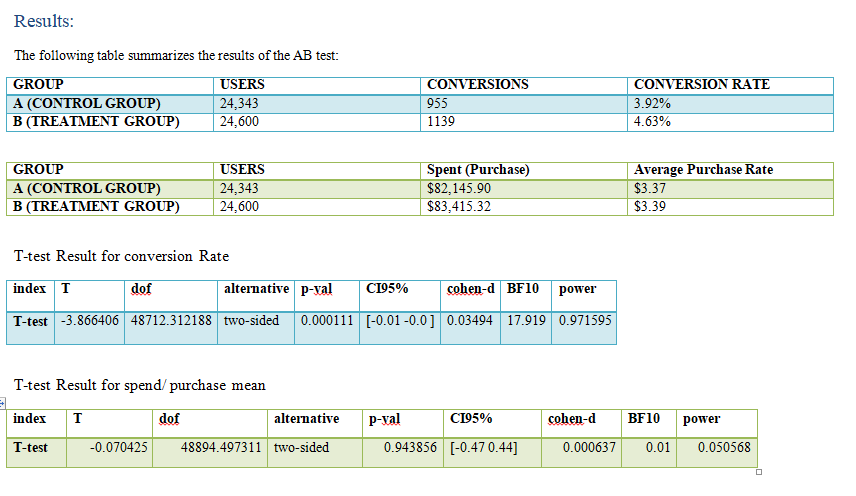 Results:
The following table summarizes the results of the AB test:
GROUP USERS CONVERSIONS CONVERSION RATE
A (CONTROL GROUP) 24,343 955 3.92%
B (TREATMENT GROUP) 24,600 1139 4.63%
GROUP USERS Spent (Purchase) Average Purchase Rate
A (CONTROL GROUP) 24,343 $82,145.90 $3.37
B (TREATMENT GROUP) 24,600 $83,415.32 $3.39
T-test Result for conversion Rate
index T dof alternative p-val CI95% cohen-d BF10 power
T-test -3.866406 48712.312188 two-sided 0.000111 [-0.01 -0.0 ] 0.03494 17.919 0.971595
T-test Result for spend/ purchase mean
index T dof alternative p-val CI95% cohen-d BF10 power
T-test -0.070425 48894.497311 two-sided 0.943856 [-0.47 0.44] 0.000637 0.01 0.050568